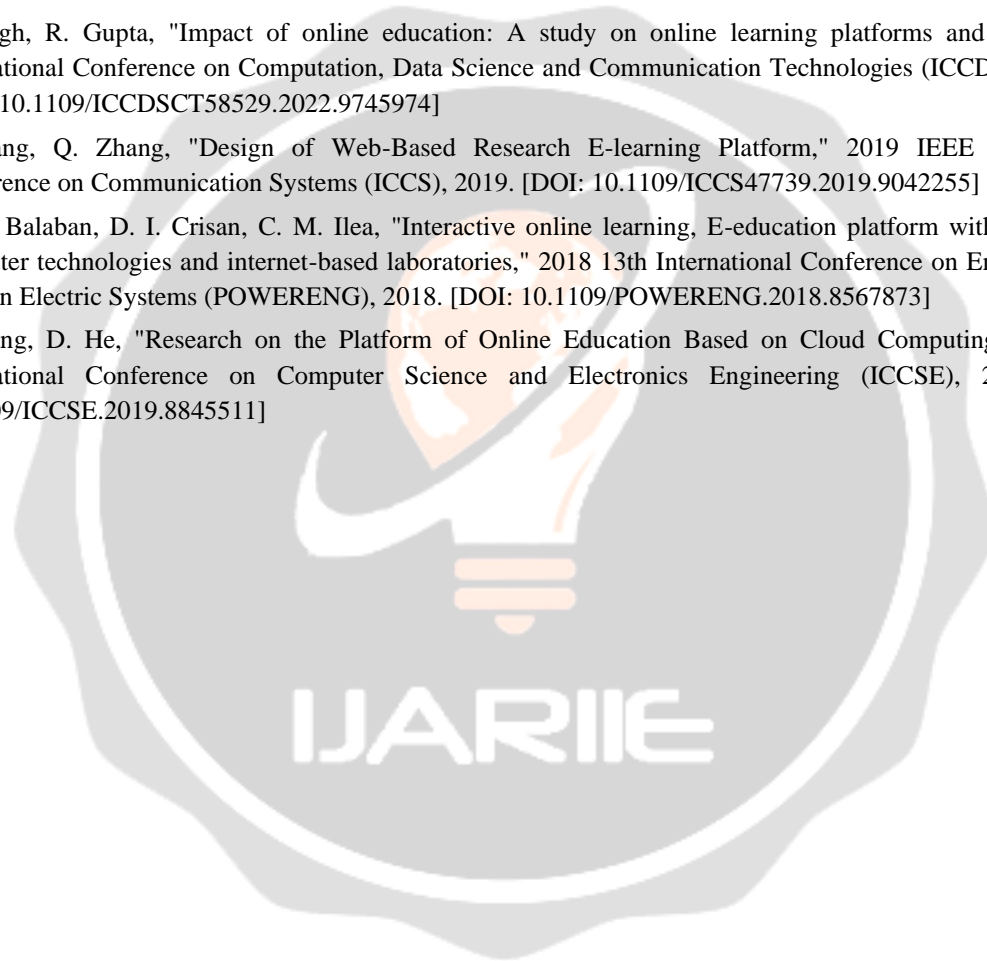 gh, R. Gupta, "Impact of online education: A study on online learning platforms and
ational Conference on Computation, Data Science and Communication Technologies (ICCD
10.1109/ICCDSCT58529.2022.9745974]
ang, Q. Zhang, "Design of Web-Based Research E-learning Platform," 2019 IEEE
rence on Communication Systems (ICCS), 2019. [DOI: 10.1109/ICCS47739.2019.9042255]
Balaban, D. I. Crisan, C. M. Ilea, "Interactive online learning, E-education platform with
ter technologies and internet-based laboratories," 2018 13th International Conference on En
n Electric Systems (POWERENG), 2018. [DOI: 10.1109/POWERENG.2018.8567873]
ng, D. He, "Research on the Platform of Online Education Based on Cloud Computing
ational Conference on Computer Science and Electronics Engineering (ICCSE), 2
09/ICCSE.2019.8845511]
IJARIIE